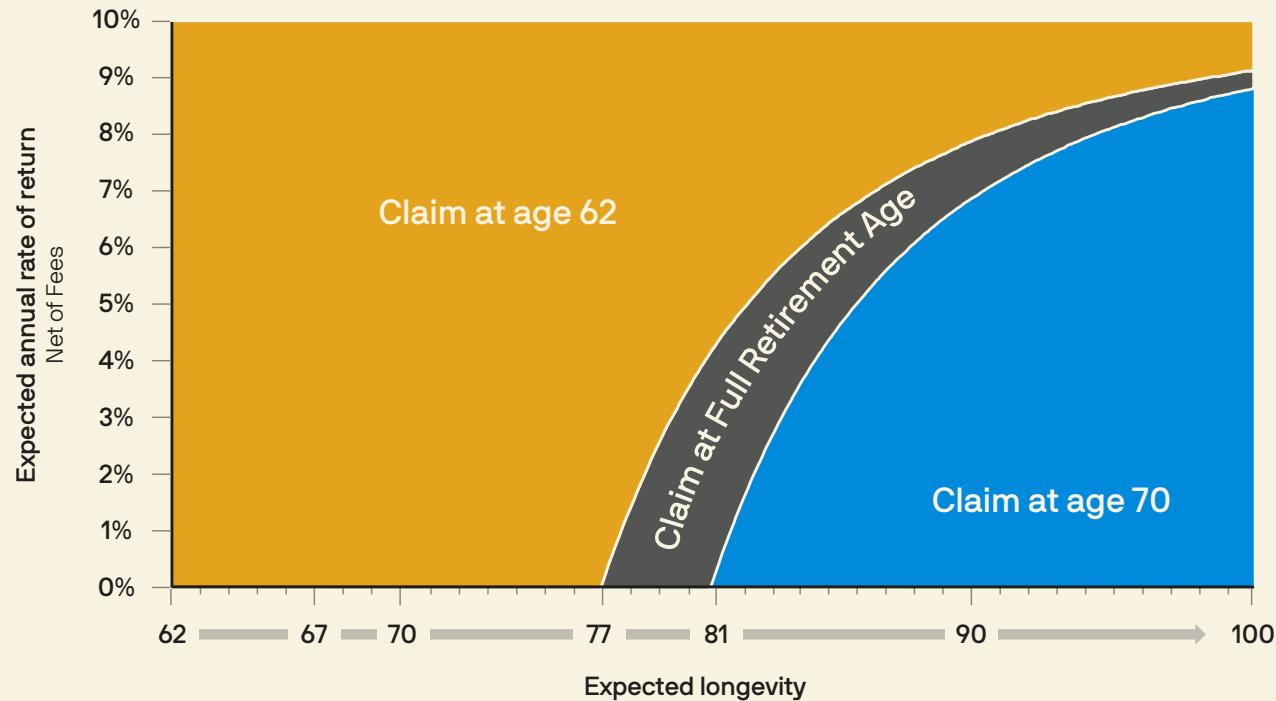 10%
9%
8%
7%
6%
5%
4%
3%
2%
1%
0%
Expected annual rate of return
Net of Fees
Claim at age 62
Claim at Full Retirement Age
Claim at age 70
62 67 70 77 81 90 100
Expected longevity